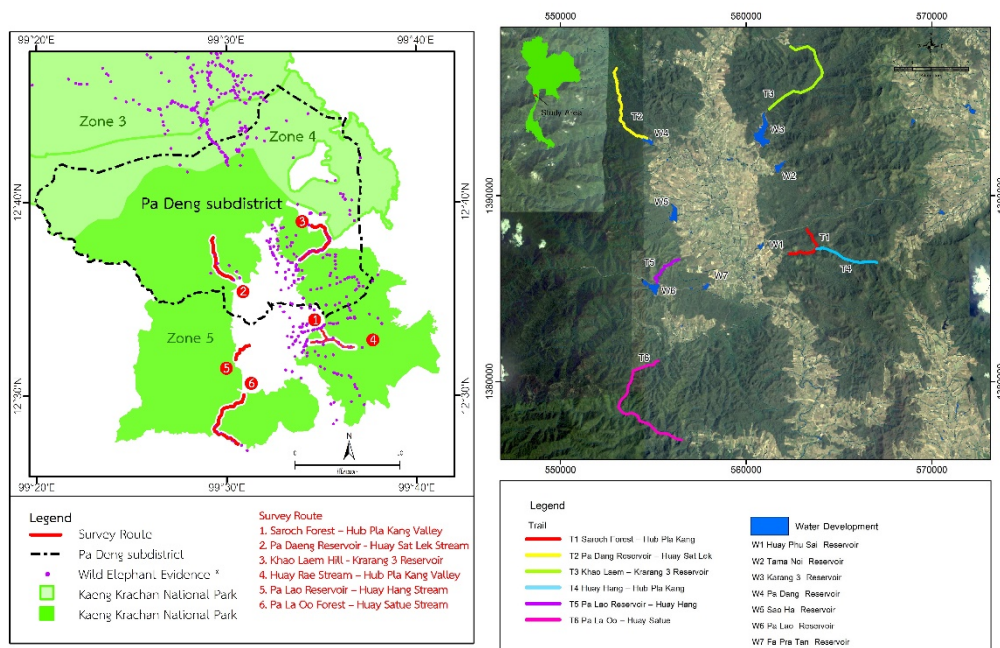 99°20'E
99°30'E
99°40'E
12°40'N
12°40'N
12°30'N
12°30'N
Zone 3
Zone 4
Pa Deng subdistrict
Zone 5
1
2
3
4
5
6
N
0
99°20'E
99°30'E
99°40'E
Legend
Survey Route
Pa Deng subdistrict
Wild Elephant Evidence *
Kaeng Krachan National Park
Kaeng Krachan National Park
Survey Route
1. Saroch Forest – Hub Pla Kang Valley
2. Pa Daeng Reservoir - Huay Sat Lek Stream
3. Khao Laem Hill - Krarang 3 Reservoir
4. Huay Rae Stream – Hub Pla Kang Valley
5. Pa Lao Reservoir – Huay Hang Stream
6. Pa La Oo Forest – Huay Satue Stream
550000
560000
570000
1390000
1380000
1380000
Study Area
T2
W4
T3
W3
W2
W5
W1
T1
T4
T5
W6
W7
T6
550000
560000
570000
Legend
Trail
T1 Saroch Forest – Hub Pla Kang
T2 Pa Dang Reservoir – Huay Sat Lek
T3 Khao Laem – Krarang 3 Reservoir
T4 Huay Hang – Hub Pla Kang
T5 Pa Lao Reservoir – Huay Hang
T6 Pa La Oo – Huay Satue
Water Development
W1 Huay Phu Sai Reservoir
W2 Tama Noi Reservoir
W3 Karang 3 Reservoir
W4 Pa Dang Reservoir
W5 Sao Ha Reservoir
W6 Pa Lao Reservoir
W7 Fa Pra Tan Reservoir